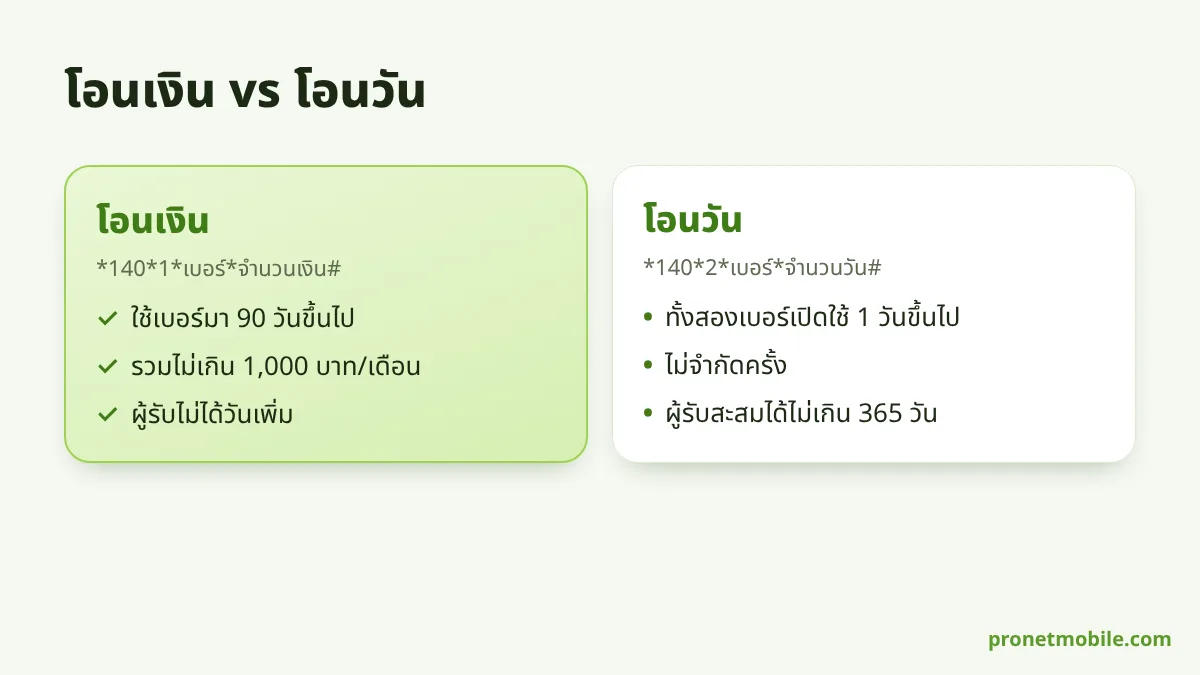 โอนเงิน vs โอนวัน
โอนเงิน
*140*1*เบอร์*จำนวนเงิน#
ใช้เบอร์มา 90 วันขึ้นไป
รวมไม่เกิน 1,000 บาท/เดือน
ผู้รับไม่ได้วันเพิ่ม
โอนวัน
*140*2*เบอร์*จำนวนวัน#
ทั้งสองเบอร์เปิดใช้ 1 วันขึ้นไป
ไม่จำกัดครั้ง
ผู้รับสะสมได้ไม่เกิน 365 วัน
pronetmobile.com